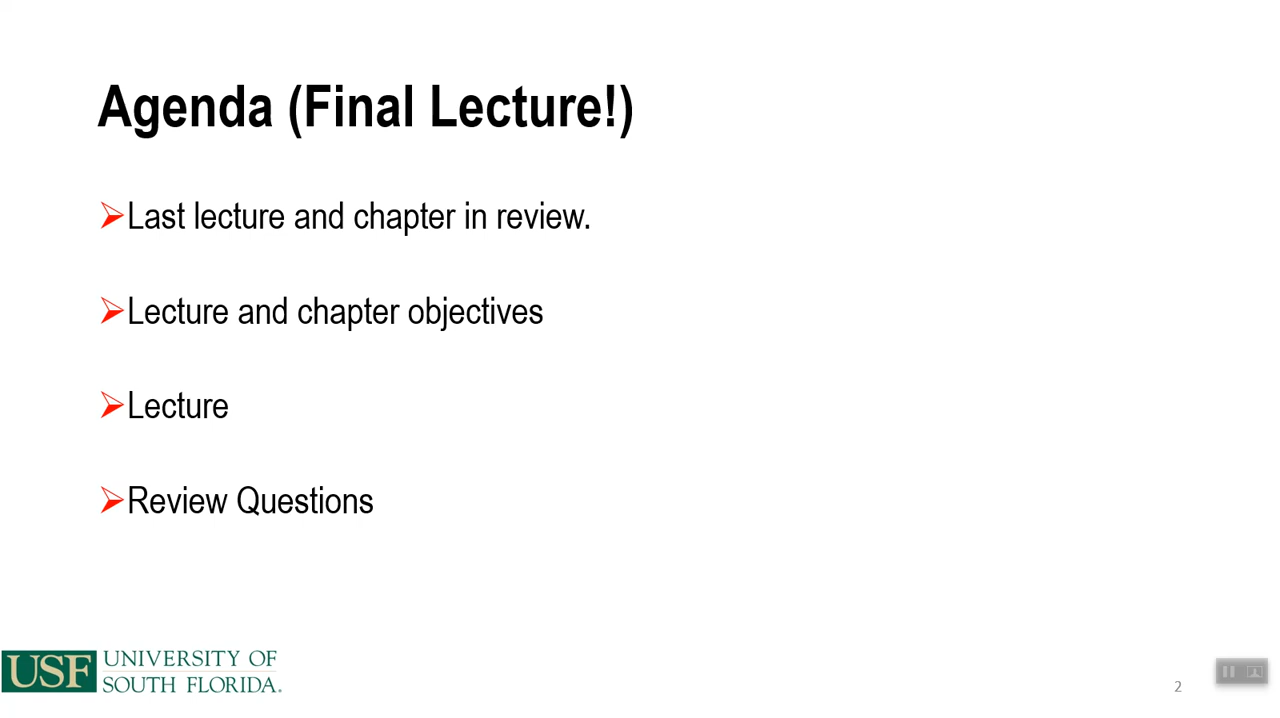 Agenda (Final Lecture!)
Last lecture and chapter in review.
Lecture and chapter objectives
Lecture
Review Questions
USF UNIVERSITY OF
SOUTH FLORIDA.
2